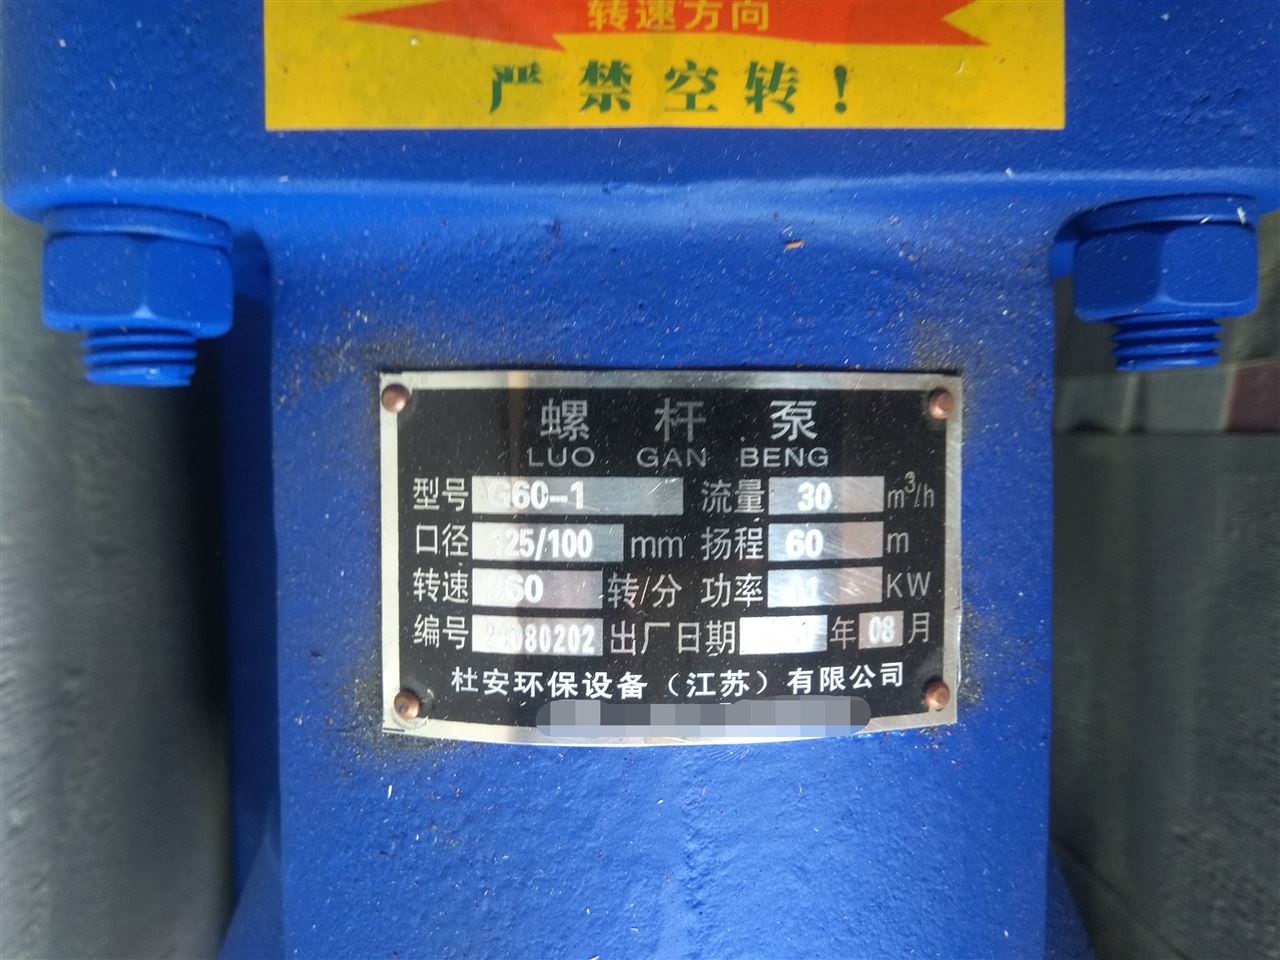 转速方向
严禁空转！
螺杆泵
LUO GAN BENG
型号 G60-1 流量 30 m³/h
口径 125/100 mm 扬程 60 m
转速 60 转/分 功率 KW
编号 080202 出厂日期 年 08 月
杜安环保设备（江苏）有限公司